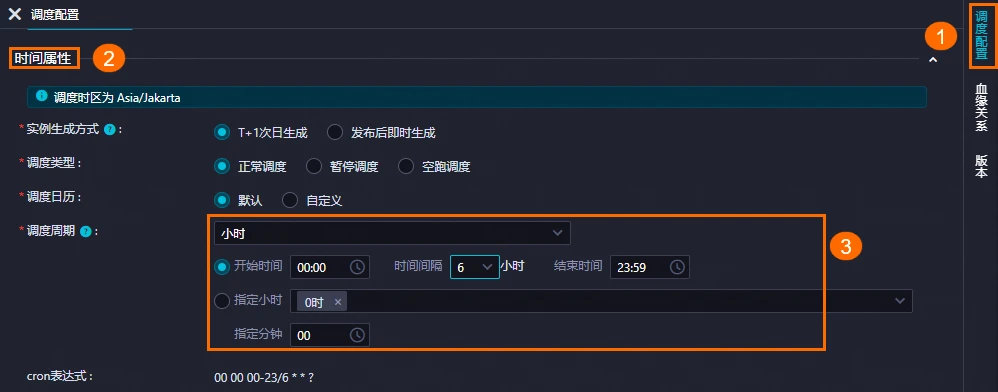 调度配置
1
调度配置
时间属性
2
调度时区为 Asia/Jakarta
血缘关系
* 实例生成方式 ? :
T+1次日生成
发布后即时生成
版本
* 调度类型 :
正常调度
暂停调度
空跑调度
* 调度日历 :
默认
自定义
* 调度周期 ? :
小时
3
开始时间 00:00 时间间隔 6 小时 结束时间 23:59
指定小时 0时 ×
指定分钟 00
cron表达式 : 00 00 00-23/6 * * ?